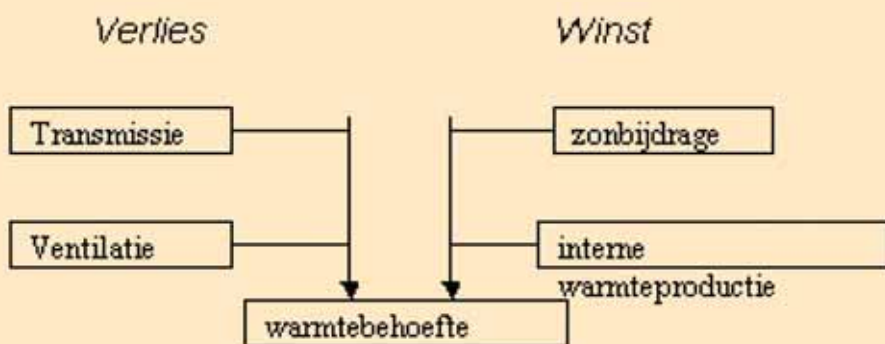 Verlies
Winst
Transmissie
zonbijdrage
Ventilatie
interne
warmteproductie
warmtebehoefte